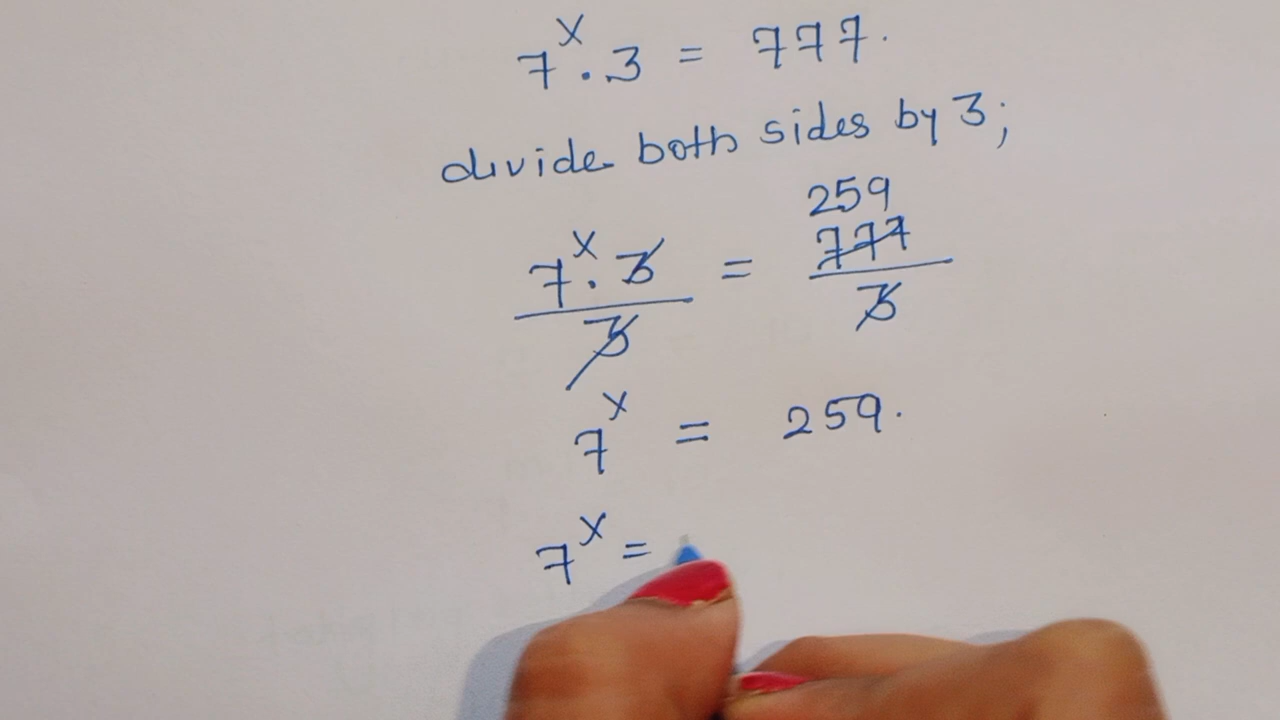 7^x . 3 = 777.
divide both sides by 3;
259
7^x . 3 / 3 = 777 / 3
7^x = 259.
7^x =